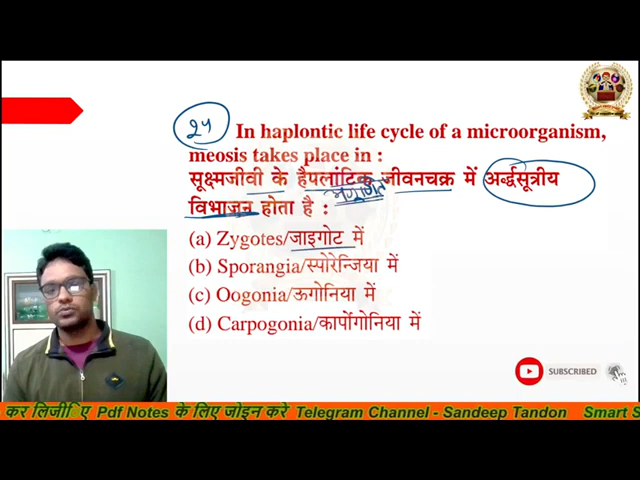 24
In haplontic life cycle of a microorganism,
meosis takes place in :
सूक्ष्मजीवी के हैपलांटिक जीवनचक्र में अर्द्धसूत्रीय
विभाजन होता है :
(a) Zygotes/जाइगोट में
(b) Sporangia/स्पोरेन्जिया में
(c) Oogonia/ऊगोनिया में
(d) Carpogonia/कार्पोगोनिया में
SUBSCRIBED
कर लिजीिए Pdf Notes के लिए जोइन करे Telegram Channel - Sandeep Tandon Smart S